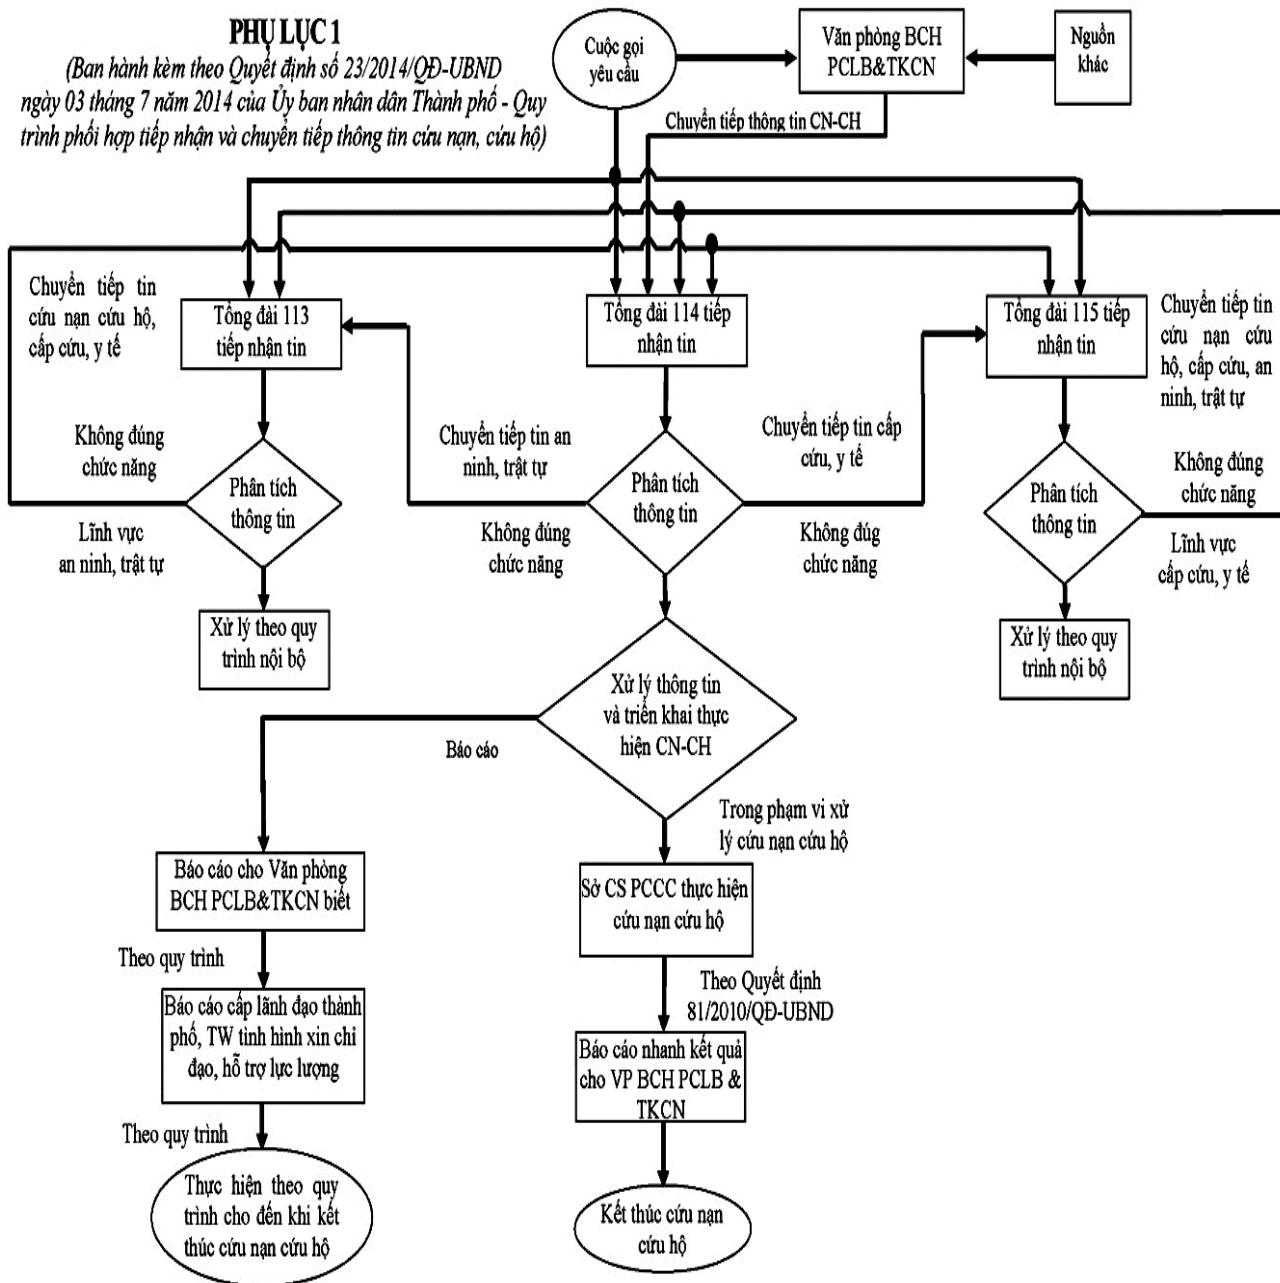 PHỤ LỤC 1
(Ban hành kèm theo Quyết định số 23/2014/QĐ-UBND
ngày 03 tháng 7 năm 2014 của Ủy ban nhân dân Thành phố - Quy
trình phối hợp tiếp nhận và chuyển tiếp thông tin cứu nạn, cứu hộ)
Cuộc gọi
yêu cầu
Văn phòng BCH
PCLB&TKCN
Nguồn
khác
Chuyển tiếp thông tin CN-CH
Chuyển tiếp tin
cứu nạn cứu hộ,
cấp cứu, y tế
Tổng đài 113
tiếp nhận tin
Tổng đài 114 tiếp
nhận tin
Tổng đài 115 tiếp
nhận tin
Chuyển tiếp tin
cứu nạn cứu
hộ, cấp cứu, an
ninh, trật tự
Không đúng
chức năng
Chuyển tiếp tin an
ninh, trật tự
Chuyển tiếp tin cấp
cứu, y tế
Không đúng
chức năng
Phân tích
thông tin
Phân tích
thông tin
Phân tích
thông tin
Lĩnh vực
an ninh, trật tự
Không đúng
chức năng
Không đúg
chức năng
Lĩnh vực
cấp cứu, y tế
Xử lý theo quy
trình nội bộ
Xử lý theo quy
trình nội bộ
Xử lý thông tin
và triển khai thực
hiện CN-CH
Báo cáo
Trong phạm vi xử
lý cứu nạn cứu hộ
Báo cáo cho Văn phòng
BCH PCLB&TKCN biết
Sở CS PCCC thực hiện
cứu nạn cứu hộ
Theo quy trình
Theo Quyết định
81/2010/QĐ-UBND
Báo cáo cấp lãnh đạo thành
phố, TW tình hình xin chỉ
đạo, hỗ trợ lực lượng
Báo cáo nhanh kết quả
cho VP BCH PCLB &
TKCN
Theo quy trình
Thực hiện theo quy
trình cho đến khi kết
thúc cứu nạn cứu hộ
Kết thúc cứu nạn
cứu hộ